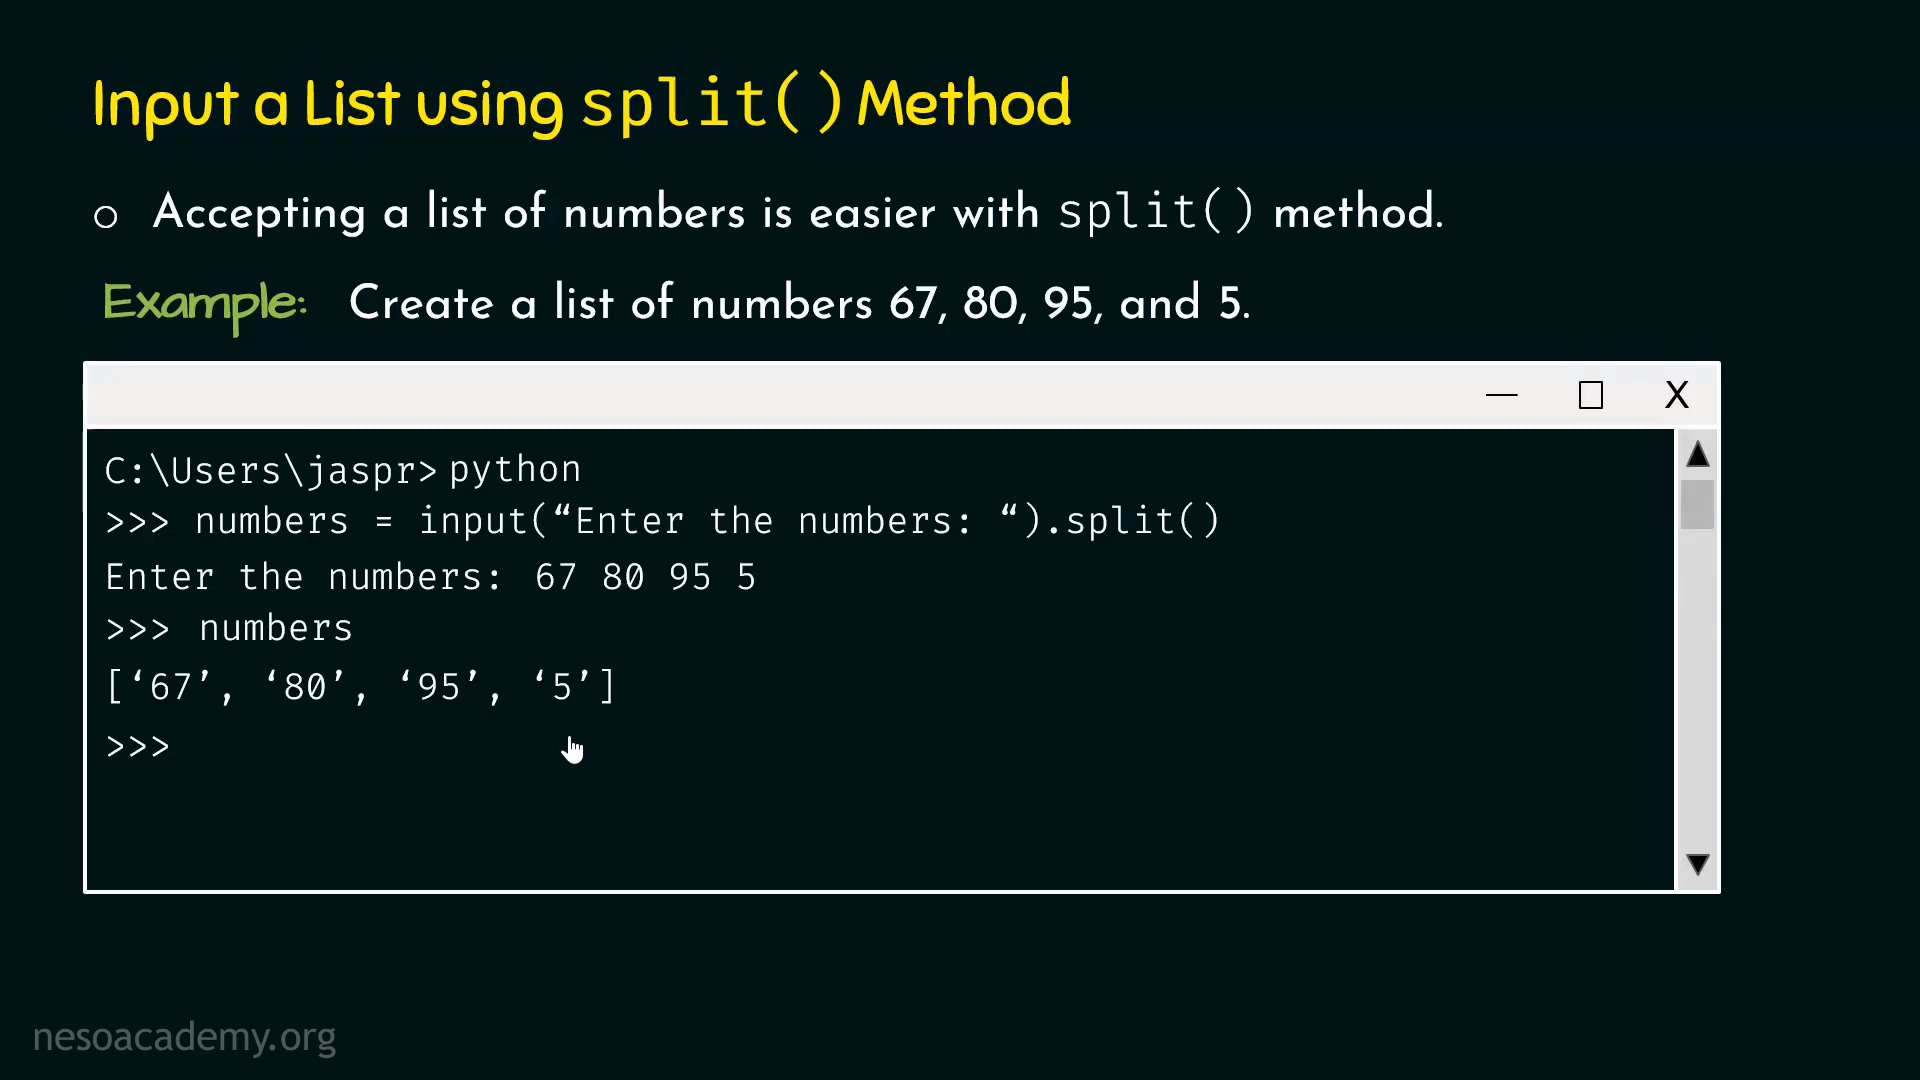 Input a List using split() Method
○ Accepting a list of numbers is easier with split() method.
Example: Create a list of numbers 67, 80, 95, and 5.
— □ X
C:\Users\jaspr> python
>>> numbers = input(“Enter the numbers: “).split()
Enter the numbers: 67 80 95 5
>>> numbers
[‘67’, ‘80’, ‘95’, ‘5’]
>>>
nesoacademy.org